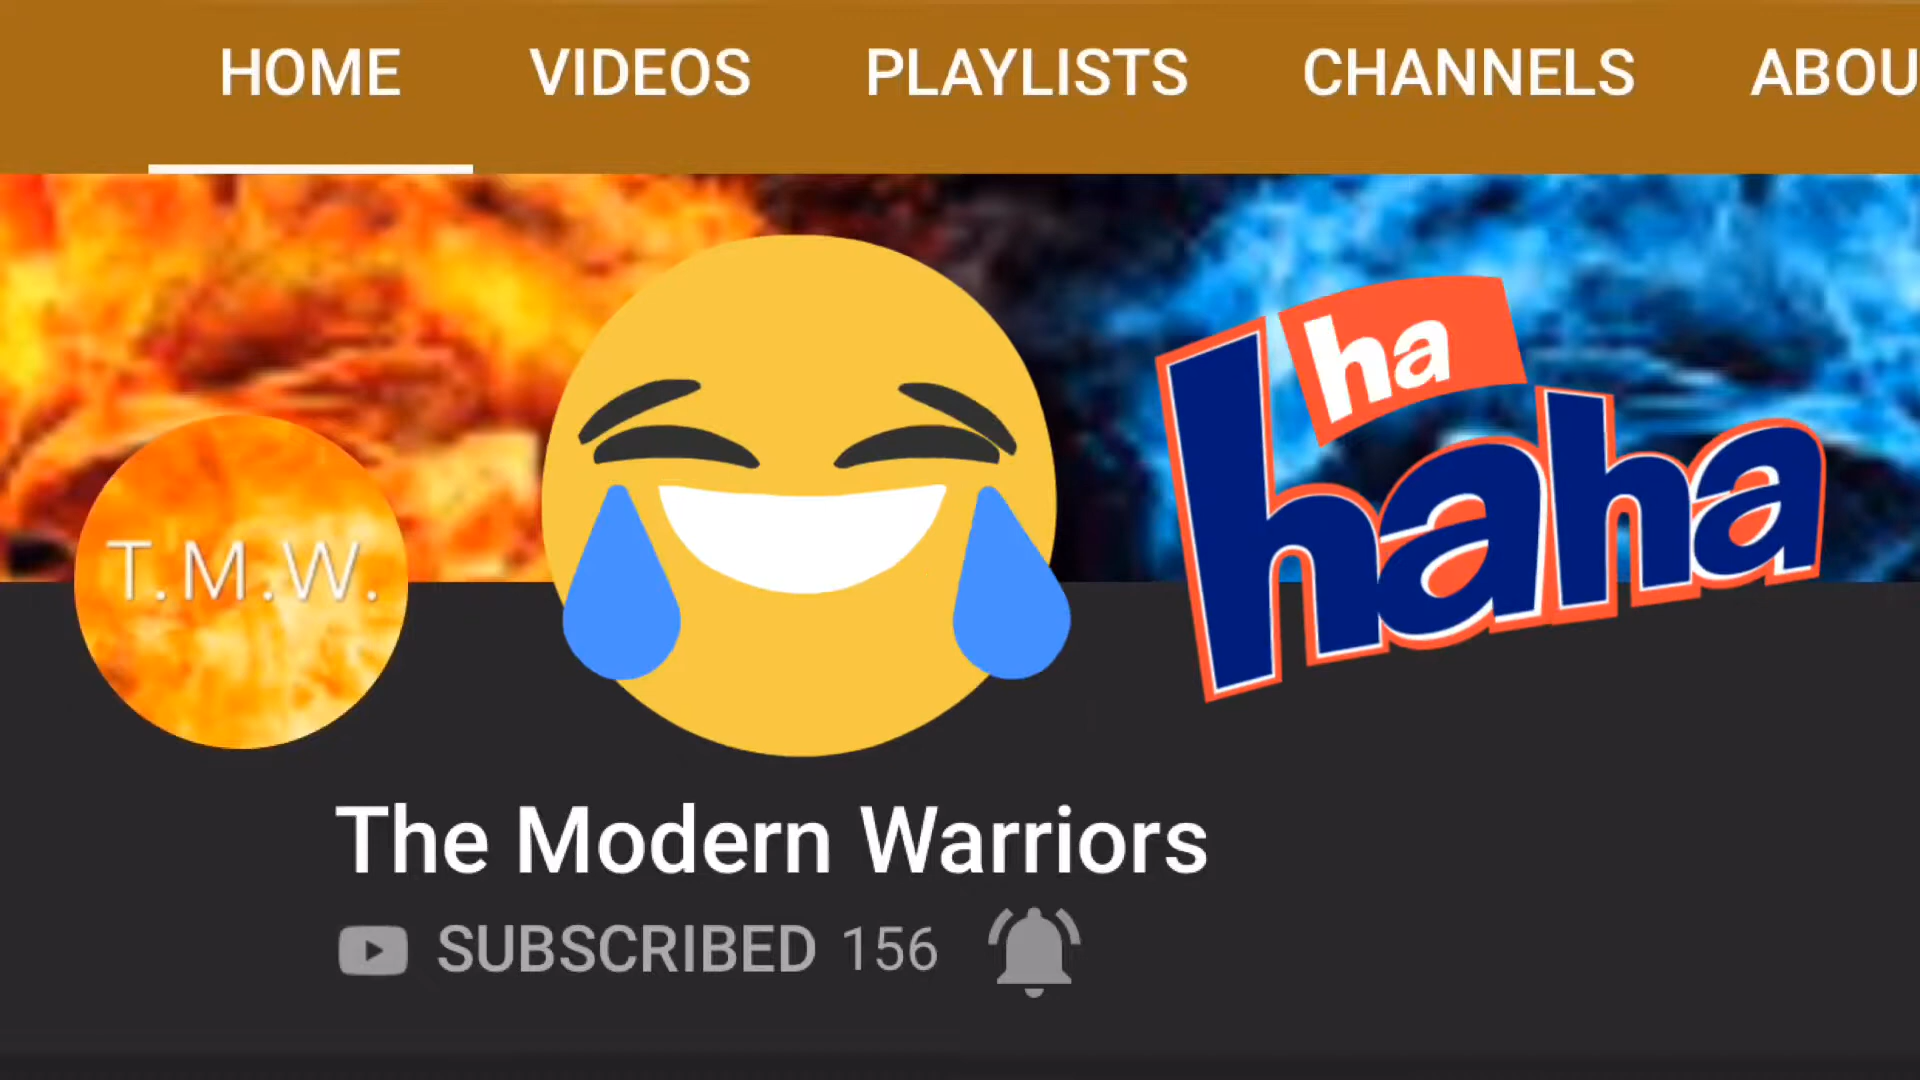 HOME VIDEOS PLAYLISTS CHANNELS ABOU
ha
haha
T.M.W.
The Modern Warriors
SUBSCRIBED 156